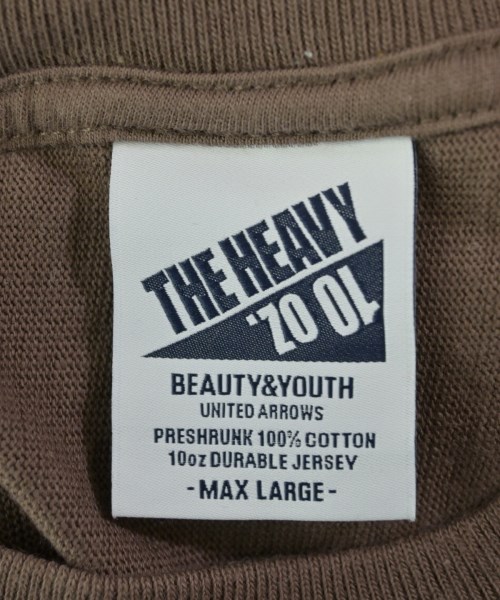 THE HEAVY
10 OZ.
BEAUTY&YOUTH
UNITED ARROWS
PRESHRUNK 100% COTTON
10oz DURABLE JERSEY
-MAX LARGE-